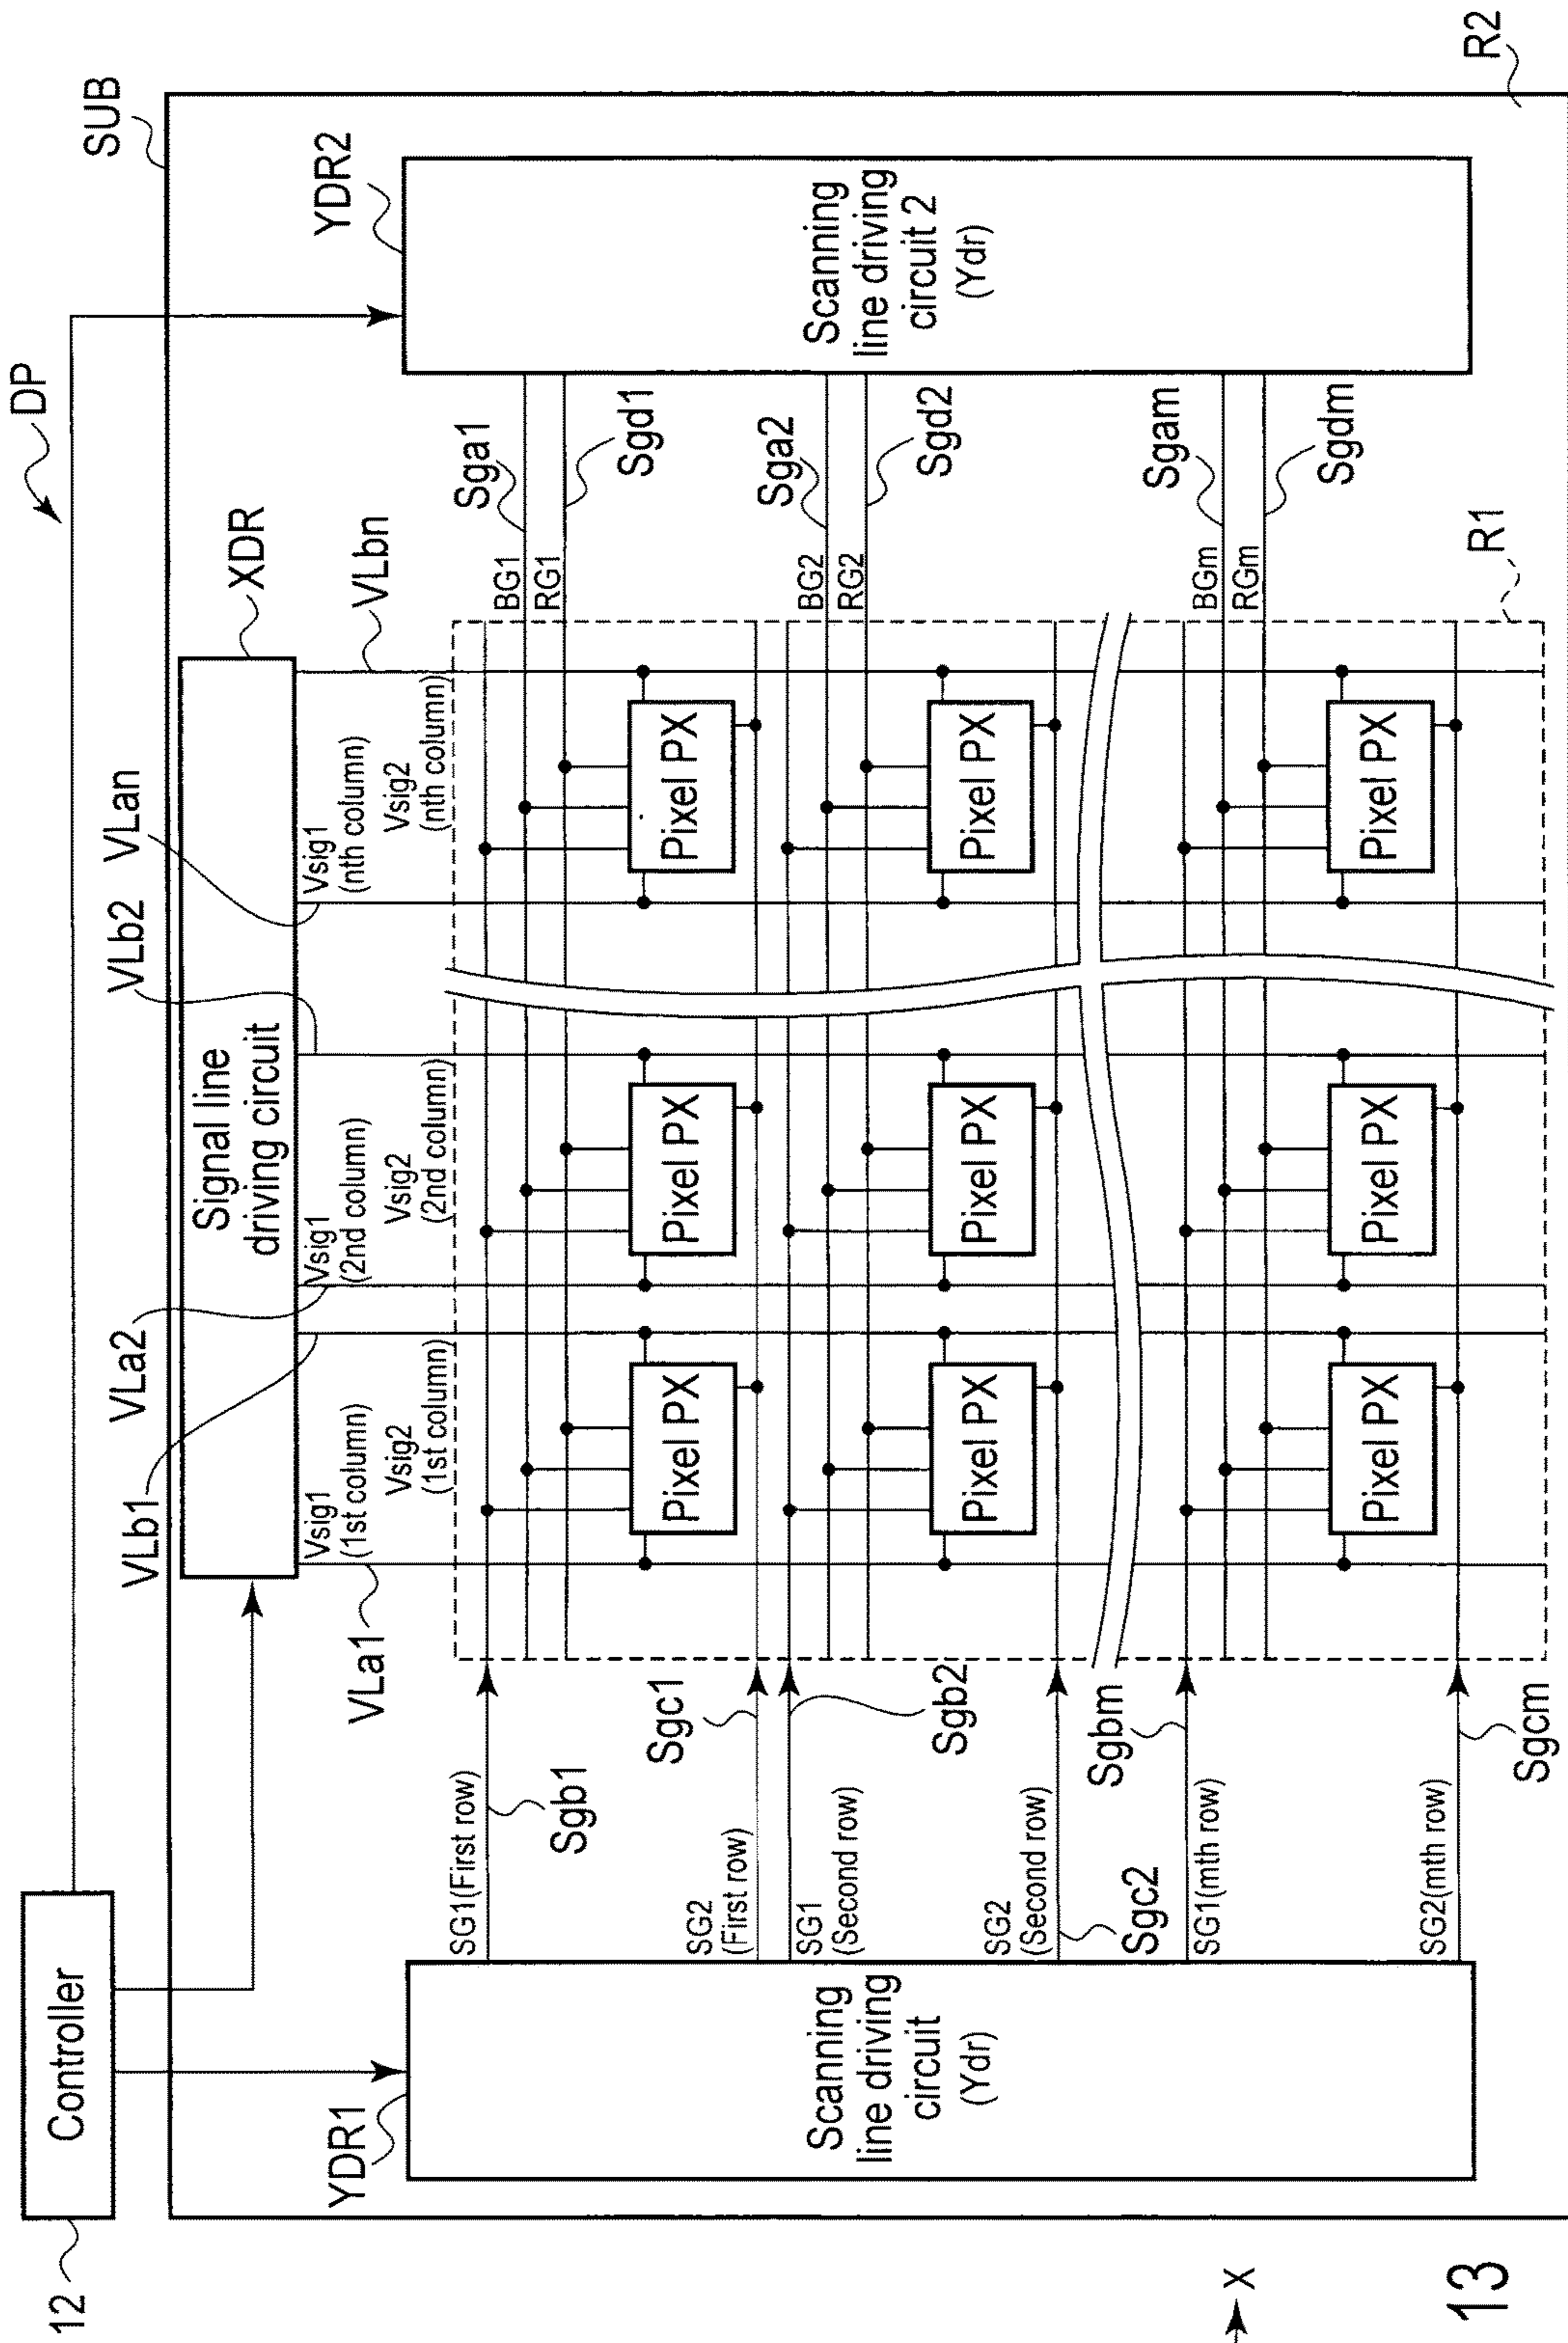 12
Controller
DP
SUB
R2
YDR1
Scanning
line driving
circuit
(Ydr)
XDR
Signal line
driving circuit
YDR2
Scanning
line driving
circuit 2
(Ydr)
VLa1
VLb1
VLa2
VLb2
VLan
VLbn
Vsig1
(1st column)
Vsig2
(1st column)
Vsig1
(2nd column)
Vsig2
(2nd column)
Vsig1
(nth column)
Vsig2
(nth column)
SG1(First row)
Sgb1
BG1
Sga1
RG1
Sgd1
Pixel PX
Pixel PX
Pixel PX
SG2
(First row)
Sgc1
SG1
(Second row)
Sgb2
BG2
Sga2
RG2
Sgd2
Pixel PX
Pixel PX
Pixel PX
SG2
(Second row)
Sgc2
Sgbm
SG1(mth row)
BGm
Sgam
RGm
Sgdm
Pixel PX
Pixel PX
Pixel PX
SG2(mth row)
Sgcm
R1
X
13